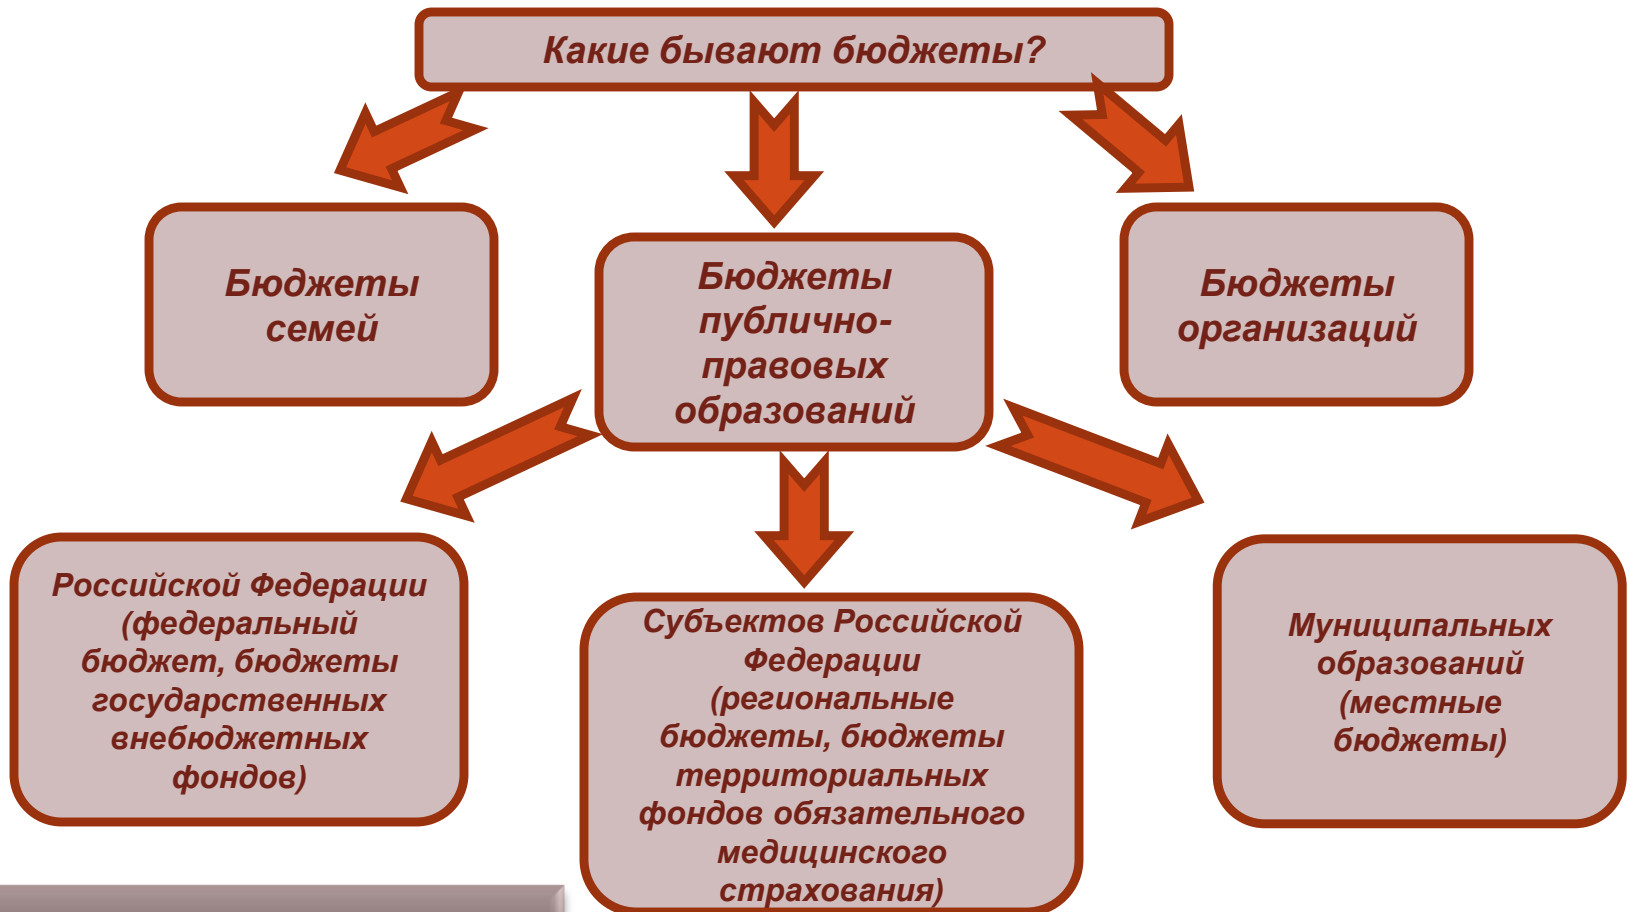 Какие бывают бюджеты?
Бюджеты
семей
Бюджеты
публично-
правовых
образований
Бюджеты
организаций
Российской Федерации
(федеральный
бюджет, бюджеты
государственных
внебюджетных
фондов)
Субъектов Российской
Федерации
(региональные
бюджеты, бюджеты
территориальных
фондов обязательного
медицинского
страхования)
Муниципальных
образований
(местные
бюджеты)